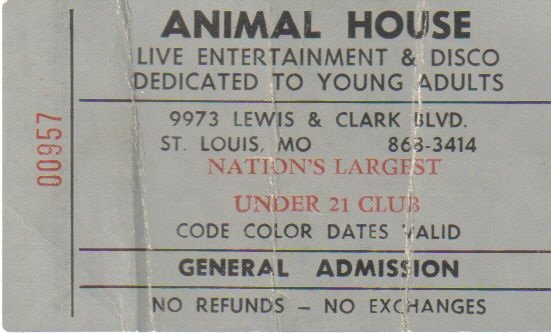 ANIMAL HOUSE
LIVE ENTERTAINMENT & DISCO
DEDICATED TO YOUNG ADULTS
9973 LEWIS & CLARK BLVD.
ST. LOUIS, MO 868-3414
NATION'S LARGEST
UNDER 21 CLUB
CODE COLOR DATES VALID
GENERAL ADMISSION
NO REFUNDS – NO EXCHANGES
00957